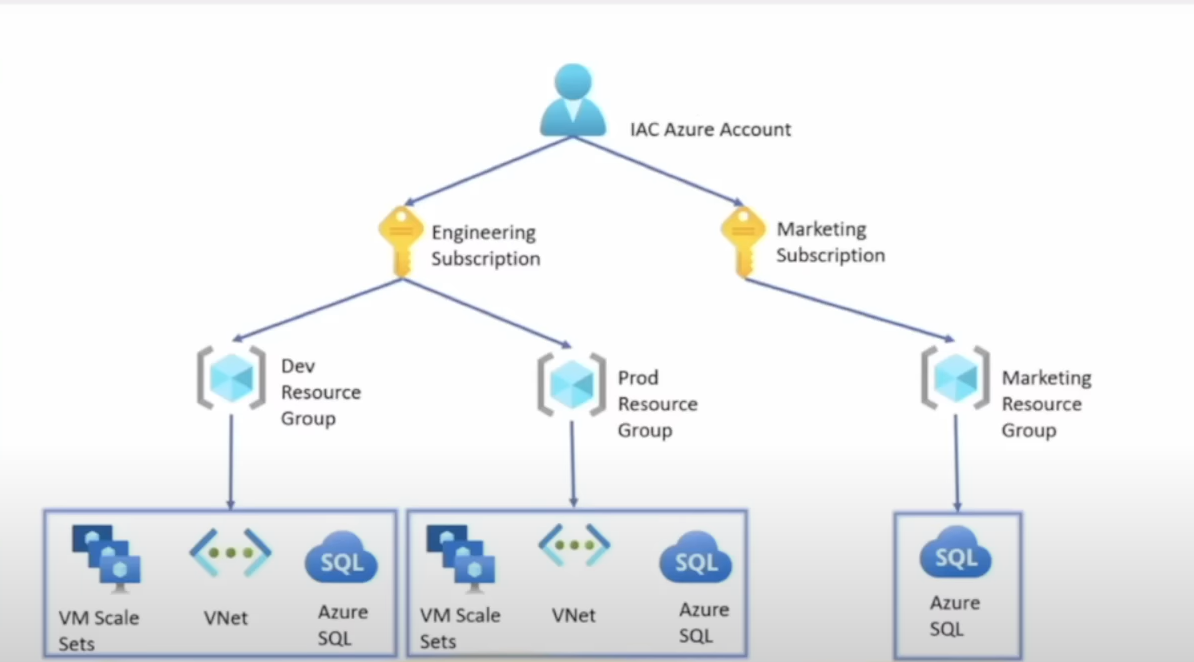 IAC Azure Account
Engineering
Subscription
Marketing
Subscription
Dev
Resource
Group
Prod
Resource
Group
Marketing
Resource
Group
VM Scale
Sets
VNet
SQL
Azure
SQL
VM Scale
Sets
VNet
SQL
Azure
SQL
SQL
Azure
SQL